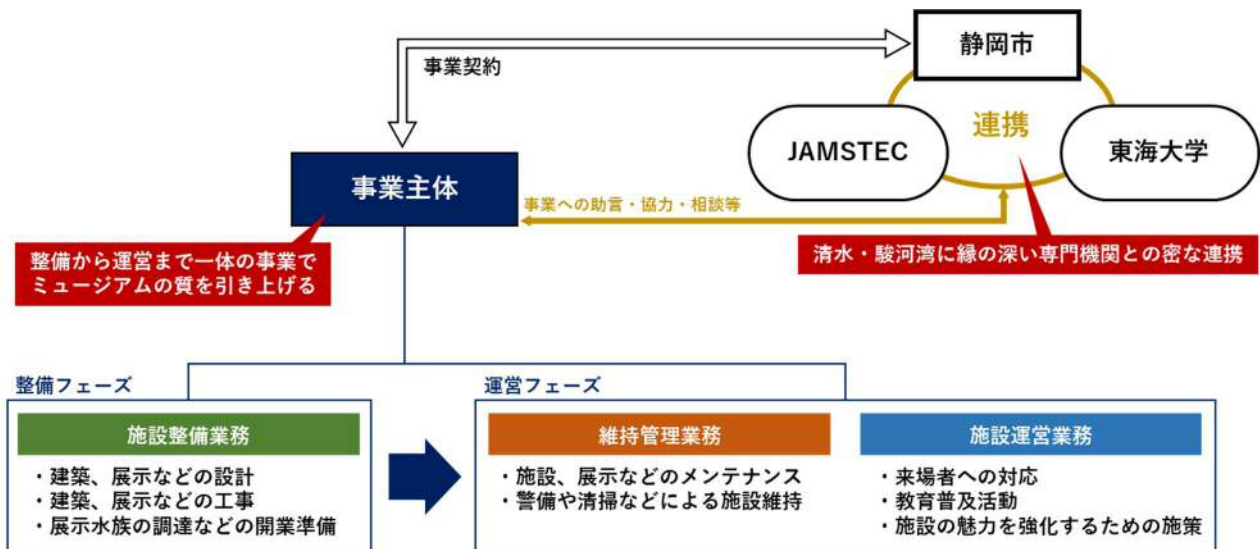 静岡市
事業契約
連携
JAMSTEC
東海大学
事業主体
事業への助言・協力・相談等
整備から運営まで一体の事業で
ミュージアムの質を引き上げる
清水・駿河湾に縁の深い専門機関との密な連携
整備フェーズ
施設整備業務
・建築、展示などの設計
・建築、展示などの工事
・展示水族の調達などの開業準備
運営フェーズ
維持管理業務
・施設、展示などのメンテナンス
・警備や清掃などによる施設維持
施設運営業務
・来場者への対応
・教育普及活動
・施設の魅力を強化するための施策